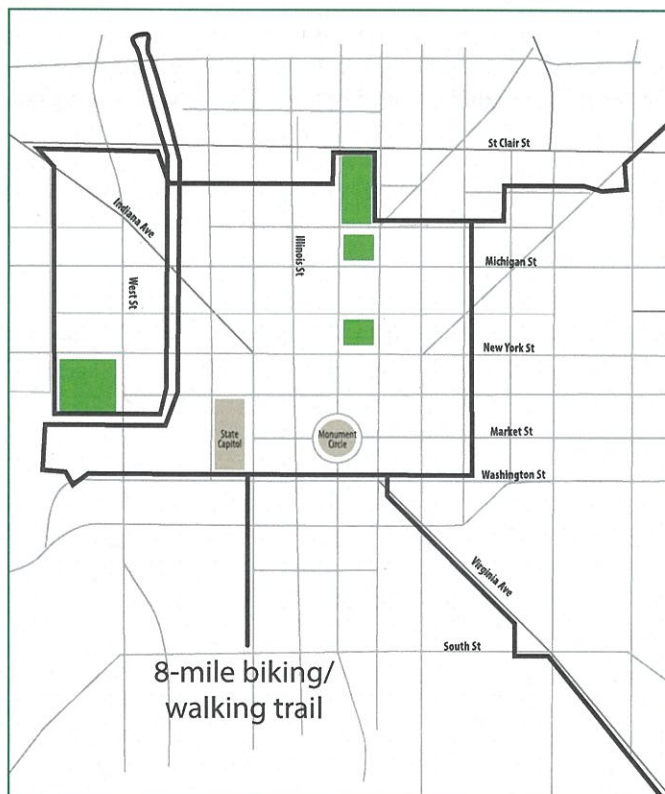 St Clair St
Indiana Ave
Illinois St
Michigan St
West St
New York St
State
Capitol
Monument
Circle
Market St
Washington St
Virginia Ave
South St
8-mile biking/
walking trail